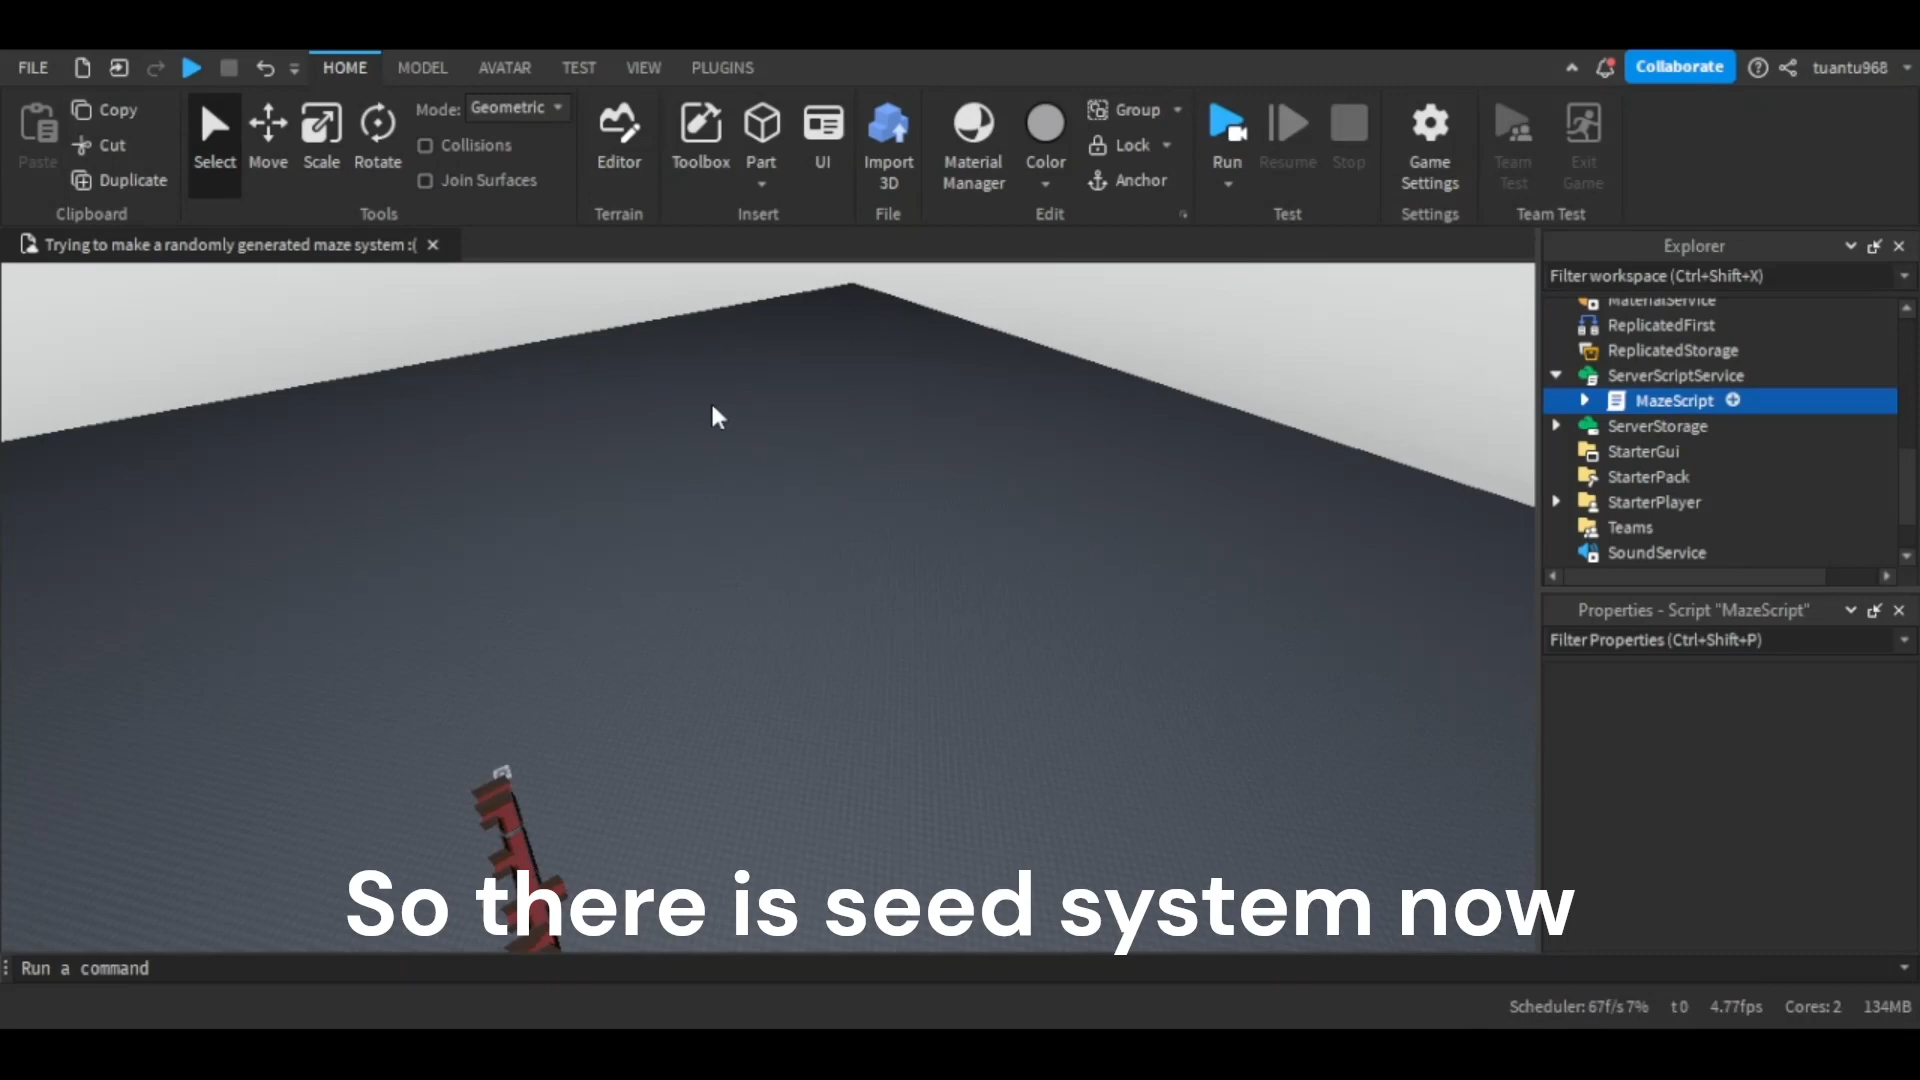 FILE HOME MODEL AVATAR TEST VIEW PLUGINS Collaborate tuantu968
Paste Copy Cut Duplicate
Clipboard
Select Move Scale Rotate
Mode: Geometric
Collisions
Join Surfaces
Tools
Editor
Terrain
Toolbox Part UI
Insert
Import 3D
File
Material Manager Color
Group
Lock
Anchor
Edit
Run Resume Stop
Test
Game Settings
Settings
Team Test Exit Game
Team Test
Trying to make a randomly generated maze system :(
Explorer
Filter workspace (Ctrl+Shift+X)
MaterialService
ReplicatedFirst
ReplicatedStorage
ServerScriptService
MazeScript
ServerStorage
StarterGui
StarterPack
StarterPlayer
Teams
SoundService
Properties - Script "MazeScript"
Filter Properties (Ctrl+Shift+P)
So there is seed system now
Run a command
Scheduler: 67f/s 7% t 0 4.77fps Cores: 2 134MB